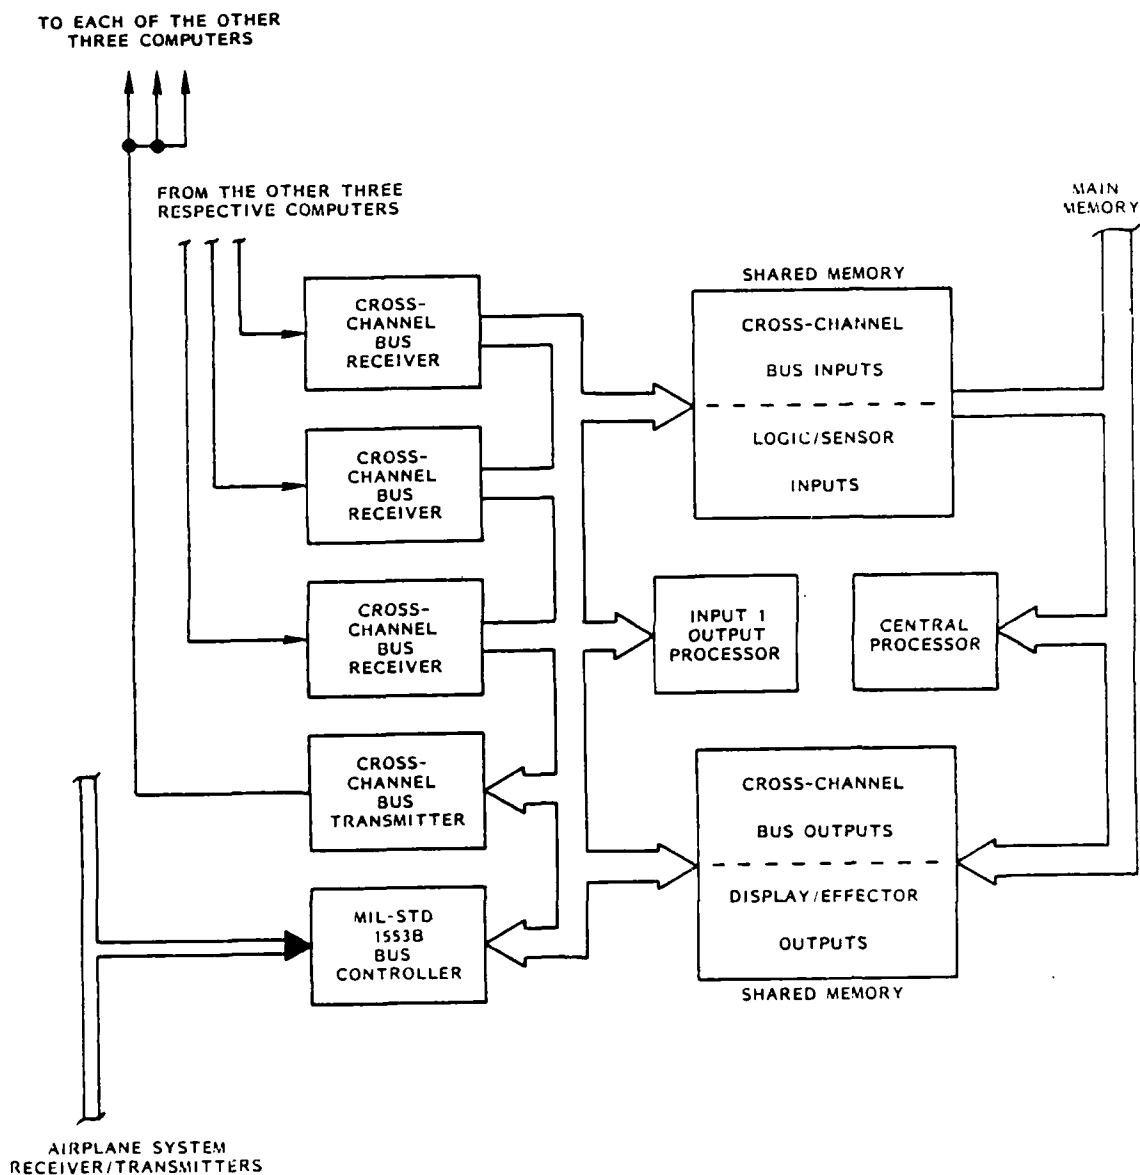 TO EACH OF THE OTHER
THREE COMPUTERS
FROM THE OTHER THREE
RESPECTIVE COMPUTERS
MAIN
MEMORY
CROSS-
CHANNEL
BUS
RECEIVER
SHARED MEMORY
CROSS-CHANNEL
BUS INPUTS
LOGIC/SENSOR
INPUTS
CROSS-
CHANNEL
BUS
RECEIVER
CROSS-
CHANNEL
BUS
RECEIVER
INPUT 1
OUTPUT
PROCESSOR
CENTRAL
PROCESSOR
CROSS-
CHANNEL
BUS
TRANSMITTER
CROSS-CHANNEL
BUS OUTPUTS
DISPLAY/EFFECTOR
OUTPUTS
SHARED MEMORY
MIL-STD
1553B
BUS
CONTROLLER
AIRPLANE SYSTEM
RECEIVER/TRANSMITTERS